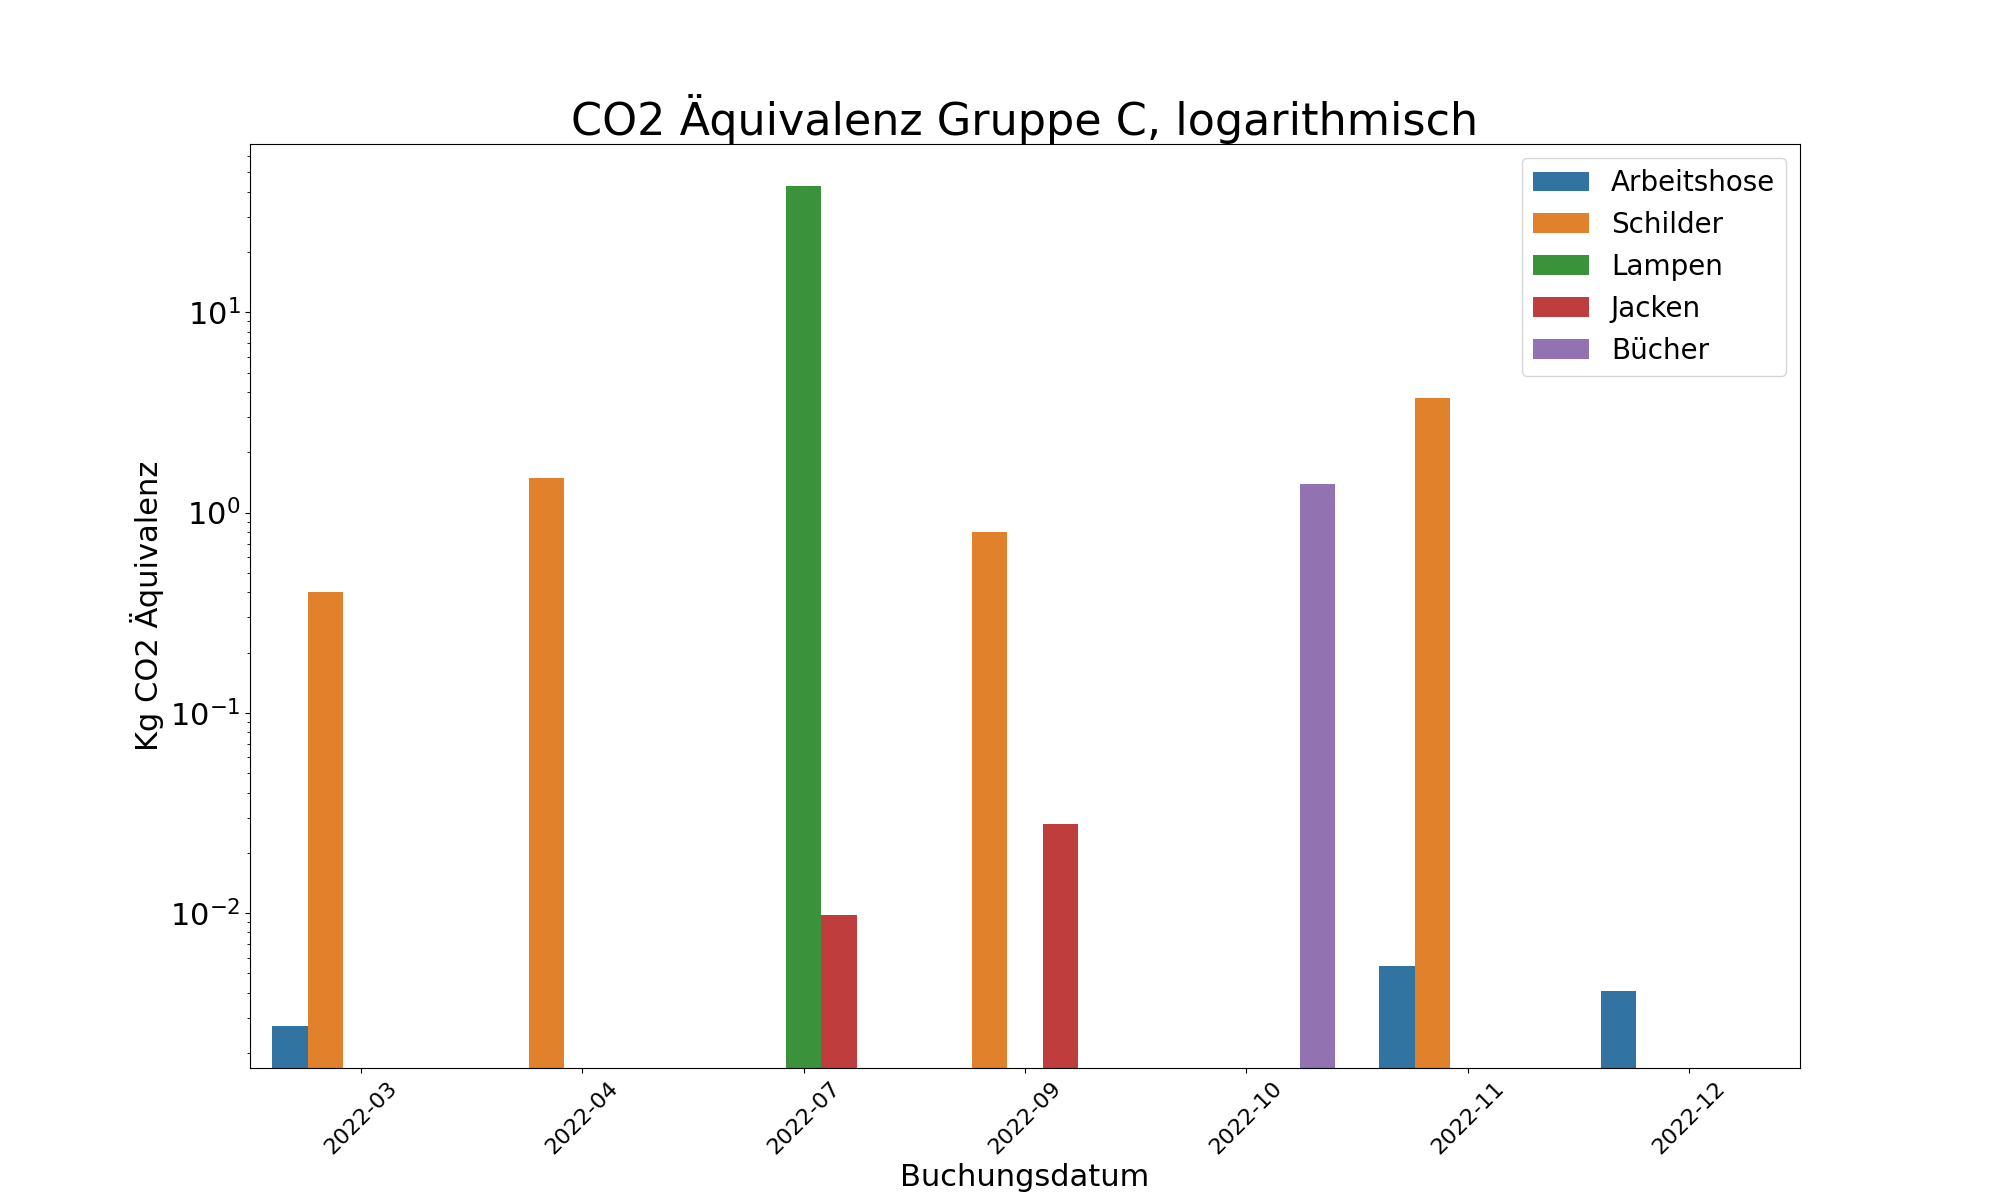 CO2 Äquivalenz Gruppe C, logarithmisch
Arbeitshose
Schilder
Lampen
Jacken
Bücher
Kg CO2 Äquivalenz
10¹
10⁰
10⁻¹
10⁻²
2022-03
2022-04
2022-07
2022-09
2022-10
2022-11
2022-12
Buchungsdatum